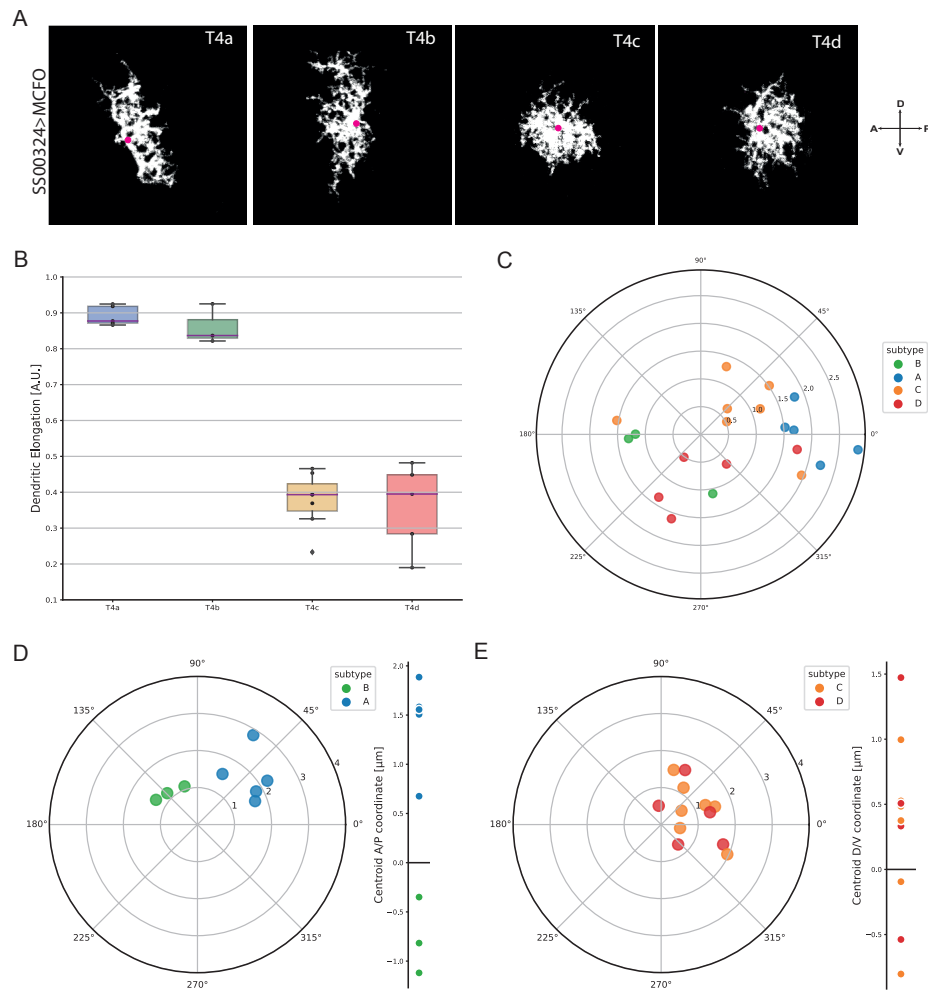 A
T4a
T4b
T4c
T4d
SS00324>MCFO
D
A
P
V
B
1.0
0.9
0.8
0.7
0.6
0.5
0.4
0.3
0.2
0.1
Dendritic Elongation [A.U.]
T4a
T4b
T4c
T4d
C
90°
45°
135°
2.5
2.0
1.5
1.0
0.5
180°
0°
225°
315°
270°
subtype
B
A
C
D
D
90°
45°
135°
4
3
2
1
180°
0°
225°
315°
270°
subtype
B
A
Centroid A/P coordinate [µm]
2.0
1.5
1.0
0.5
0.0
−0.5
−1.0
E
90°
45°
135°
4
3
2
1
180°
0°
225°
315°
270°
subtype
C
D
Centroid D/V coordinate [µm]
1.5
1.0
0.5
0.0
−0.5